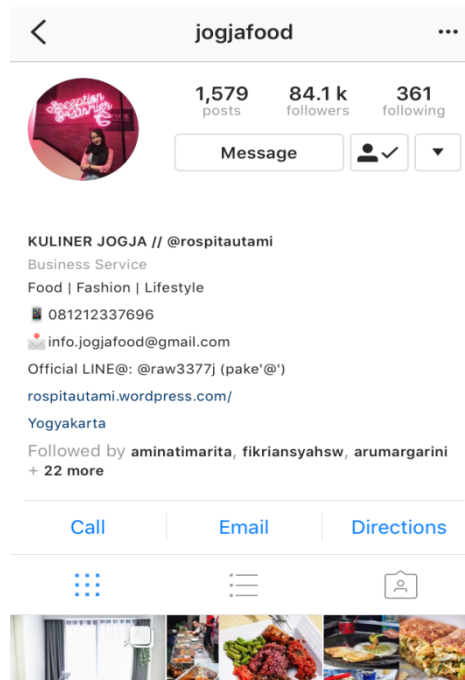 jogjafood
1,579 84.1 k 361
posts followers following
Message
Reception
& Cashier
KULINER JOGJA // @rospitautami
Business Service
Food | Fashion | Lifestyle
081212337696
info.jogjafood@gmail.com
Official LINE@: @raw3377j (pake'@')
rospitautami.wordpress.com/
Yogyakarta
Followed by aminatimarita, fikriansyahsw, arumargarini
+ 22 more
Call Email Directions